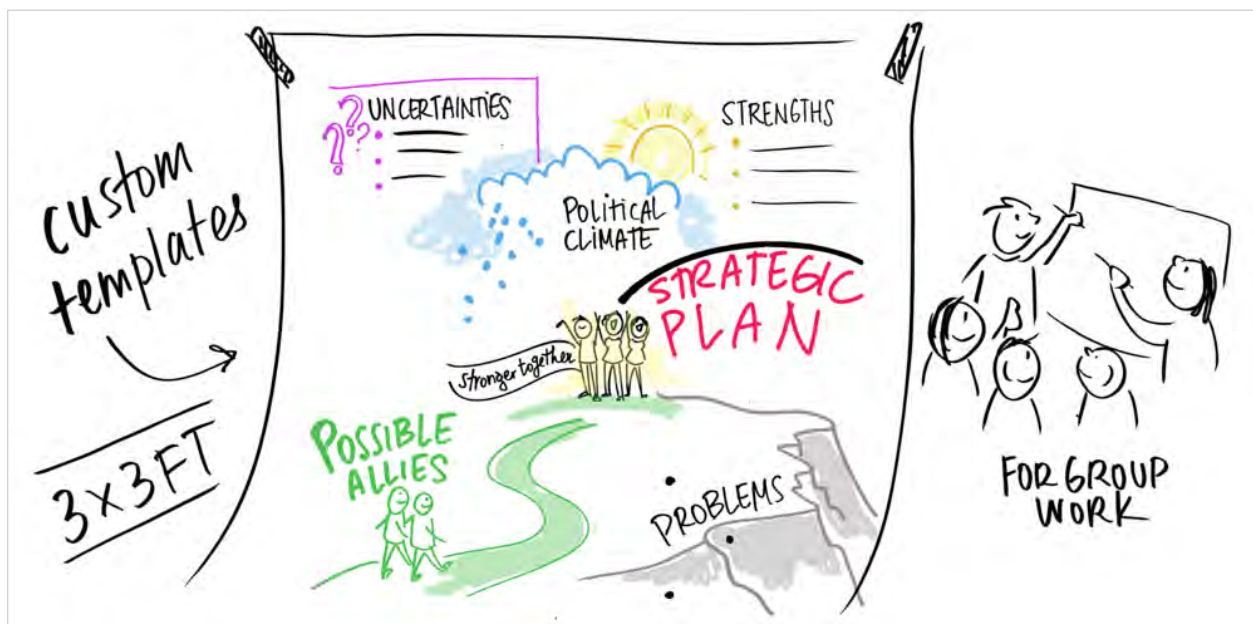 custom
templates
3x3FT
UNCERTAINTIES
???
STRENGTHS
POLITICAL
CLIMATE
STRATEGIC
PLAN
stronger together
POSSIBLE
ALLIES
PROBLEMS
FOR GROUP
WORK